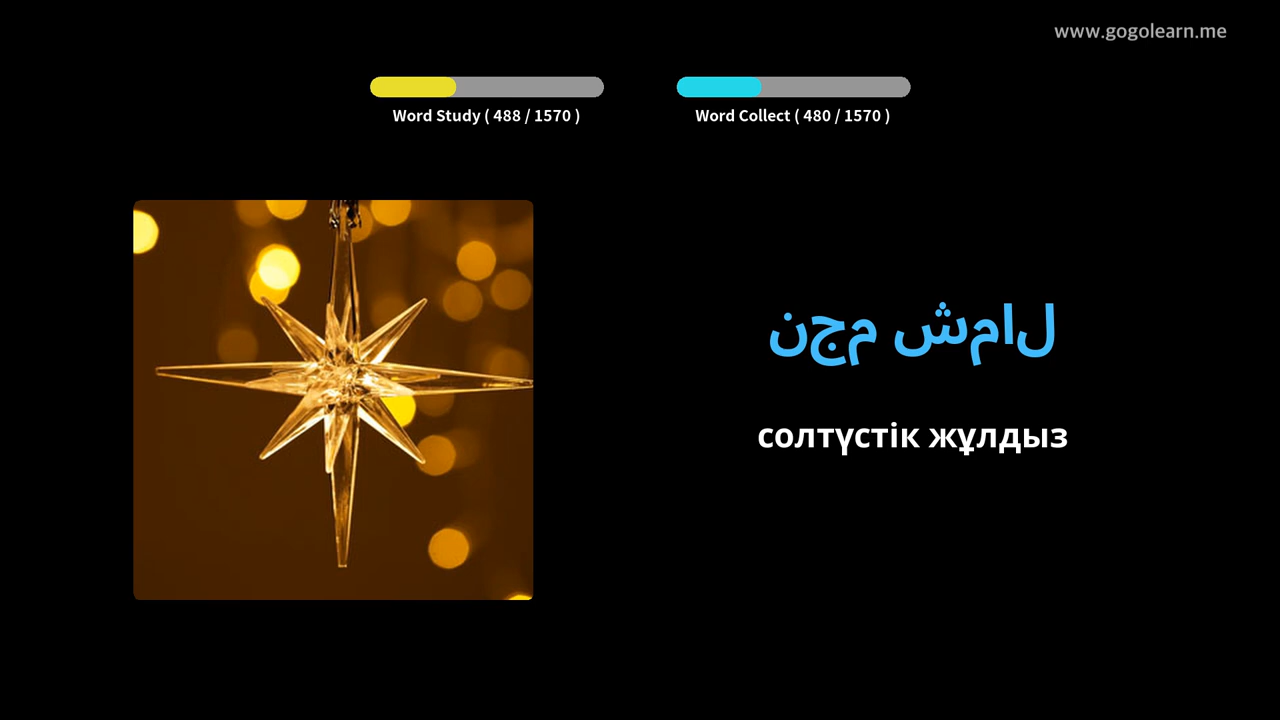 www.gogolearn.me
Word Study ( 488 / 1570 )
Word Collect ( 480 / 1570 )
نجم شمال
солтүстік жұлдыз